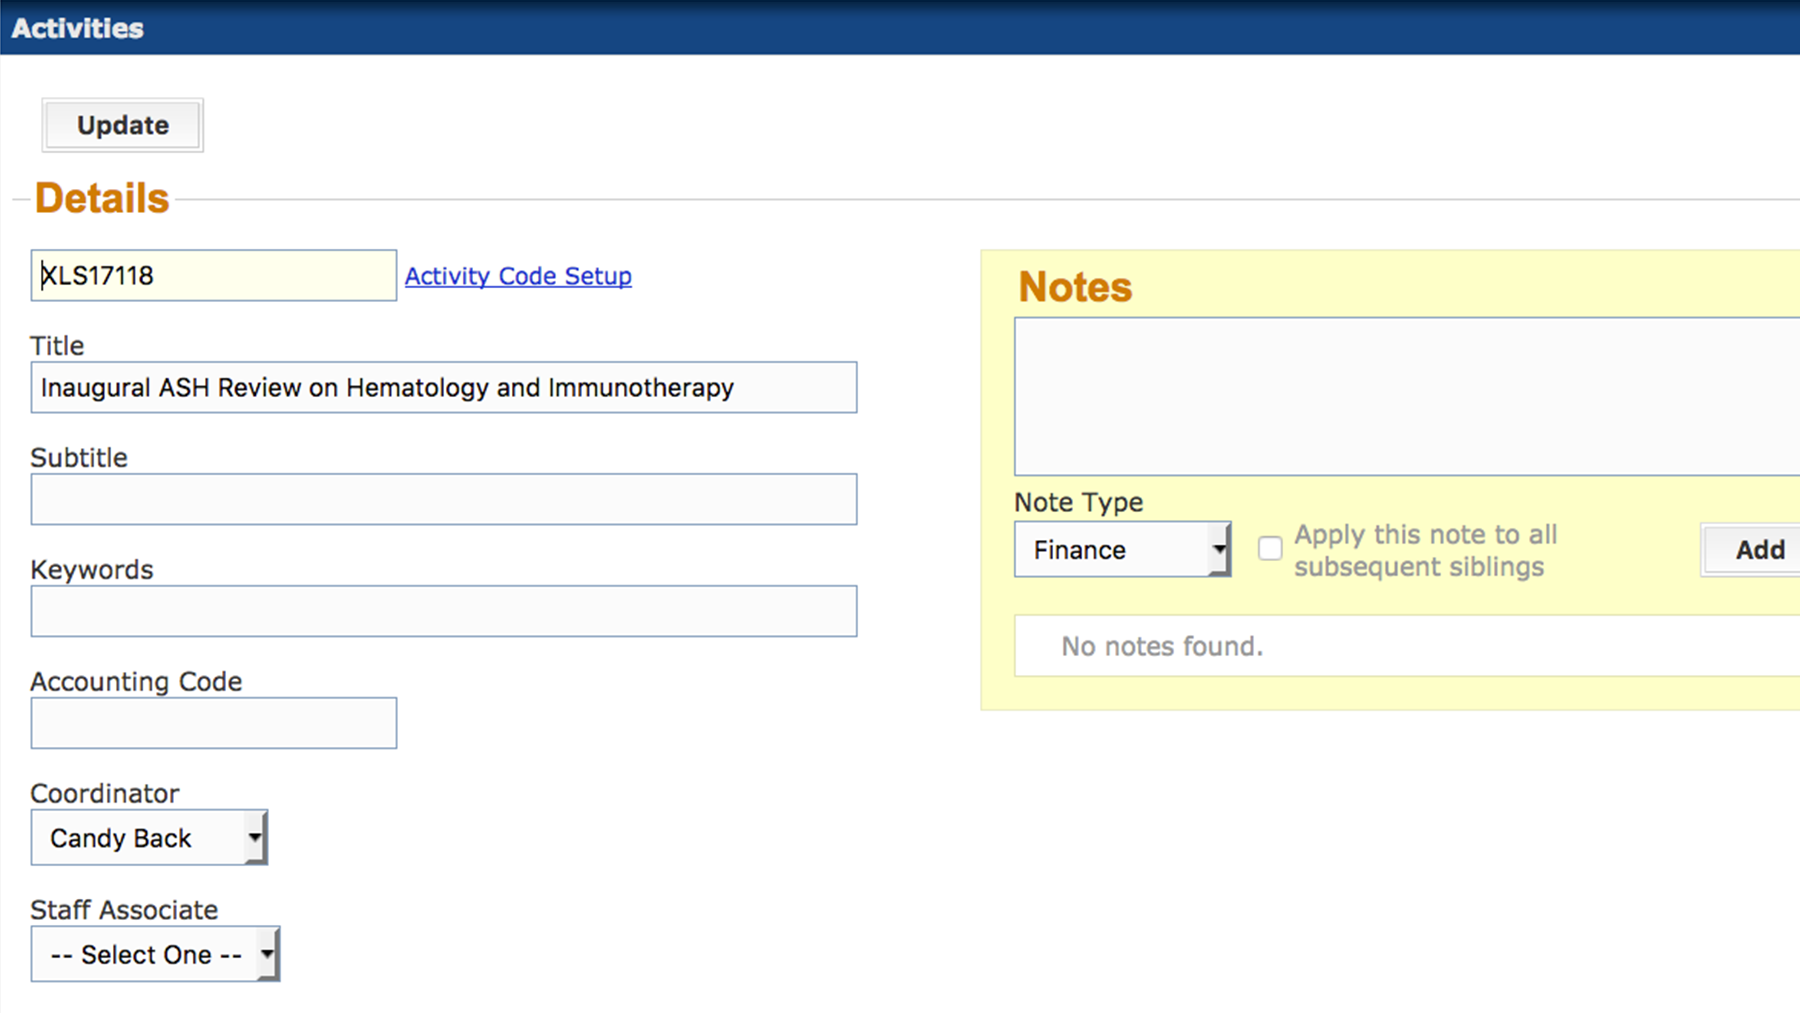 Activities
Update
Details
XLS17118 Activity Code Setup
Title
Inaugural ASH Review on Hematology and Immunotherapy
Subtitle
Keywords
Accounting Code
Coordinator
Candy Back
Staff Associate
-- Select One --
Notes
Note Type
Finance
Apply this note to all
subsequent siblings
Add
No notes found.